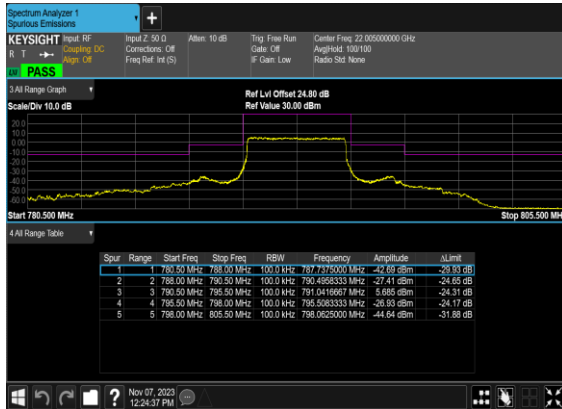 Spectrum Analyzer 1
Spurious Emissions
+
KEYSIGHT Input: RF
R T Coupling: DC
Align: Off
LXI PASS
Input Z: 50 Ω
Corrections: Off
Freq Ref: Int (S)
Atten: 10 dB
Trig: Free Run
Gate: Off
IF Gain: Low
Center Freq: 22.005000000 GHz
Avg|Hold: 100/100
Radio Std: None
3 All Range Graph
Scale/Div 10.0 dB
Ref Lvl Offset 24.80 dB
Ref Value 30.00 dBm
20.0
10.0
0.00
-10.0
-20.0
-30.0
-40.0
-50.0
-60.0
Start 780.500 MHz Stop 805.500 MHz
4 All Range Table
Spur Range Start Freq Stop Freq RBW Frequency Amplitude ΔLimit
1 1 780.50 MHz 788.00 MHz 100.0 kHz 787.7375000 MHz -42.69 dBm -29.93 dB
2 2 788.00 MHz 790.50 MHz 100.0 kHz 790.4958333 MHz -27.41 dBm -24.65 dB
3 3 790.50 MHz 795.50 MHz 100.0 kHz 791.0416667 MHz 5.685 dBm -24.31 dB
4 4 795.50 MHz 798.00 MHz 100.0 kHz 795.5083333 MHz -26.93 dBm -24.17 dB
5 5 798.00 MHz 805.50 MHz 100.0 kHz 798.0625000 MHz -44.64 dBm -31.88 dB
? Nov 07, 2023
12:24:37 PM